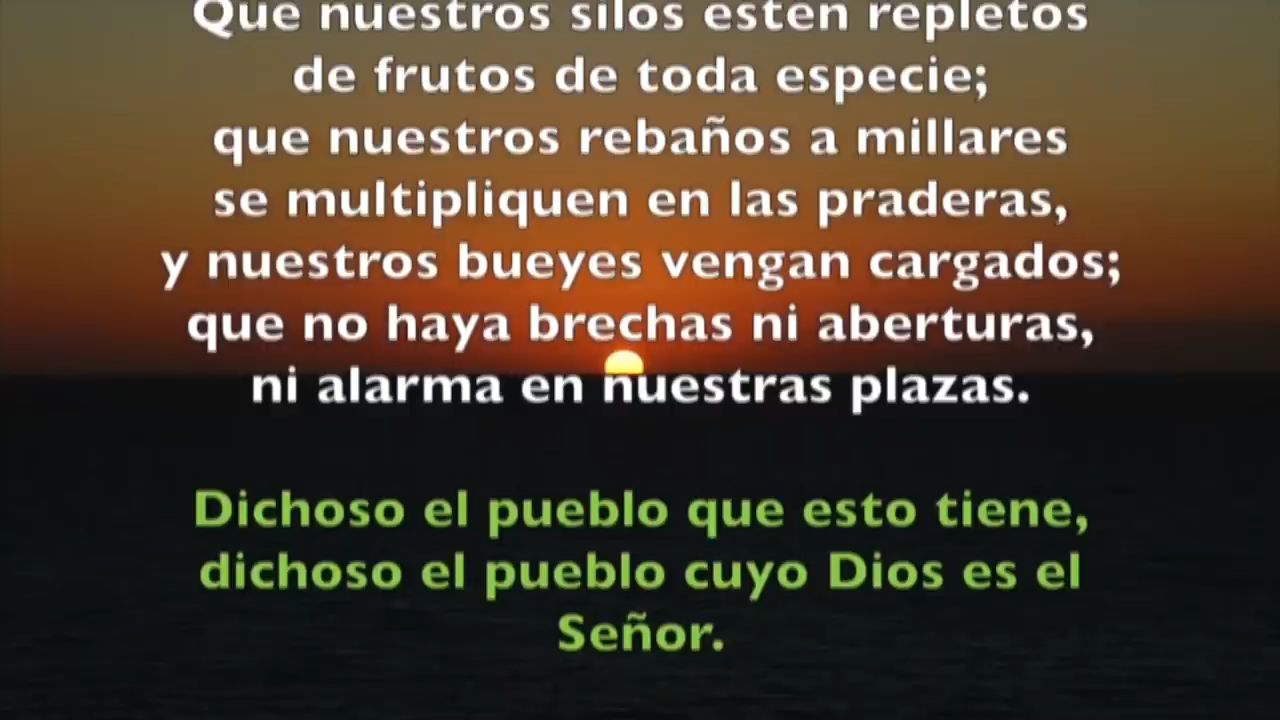 Que nuestros silos estén repletos
de frutos de toda especie;
que nuestros rebaños a millares
se multipliquen en las praderas,
y nuestros bueyes vengan cargados;
que no haya brechas ni aberturas,
ni alarma en nuestras plazas.
Dichoso el pueblo que esto tiene,
dichoso el pueblo cuyo Dios es el
Señor.